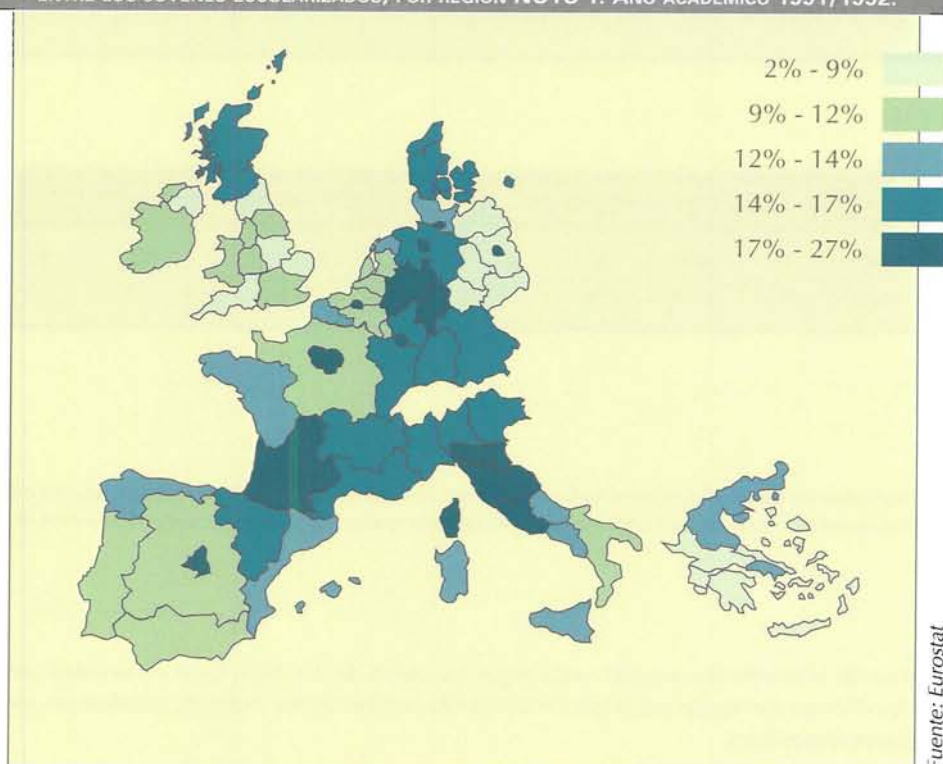 ENTRE LOS JÓVENES ESCOLARIZADOS, POR REGIÓN NUTS 1. AÑO ACADÉMICO 1991/1992.
2% - 9%
9% - 12%
12% - 14%
14% - 17%
17% - 27%
Fuente: Eurostat